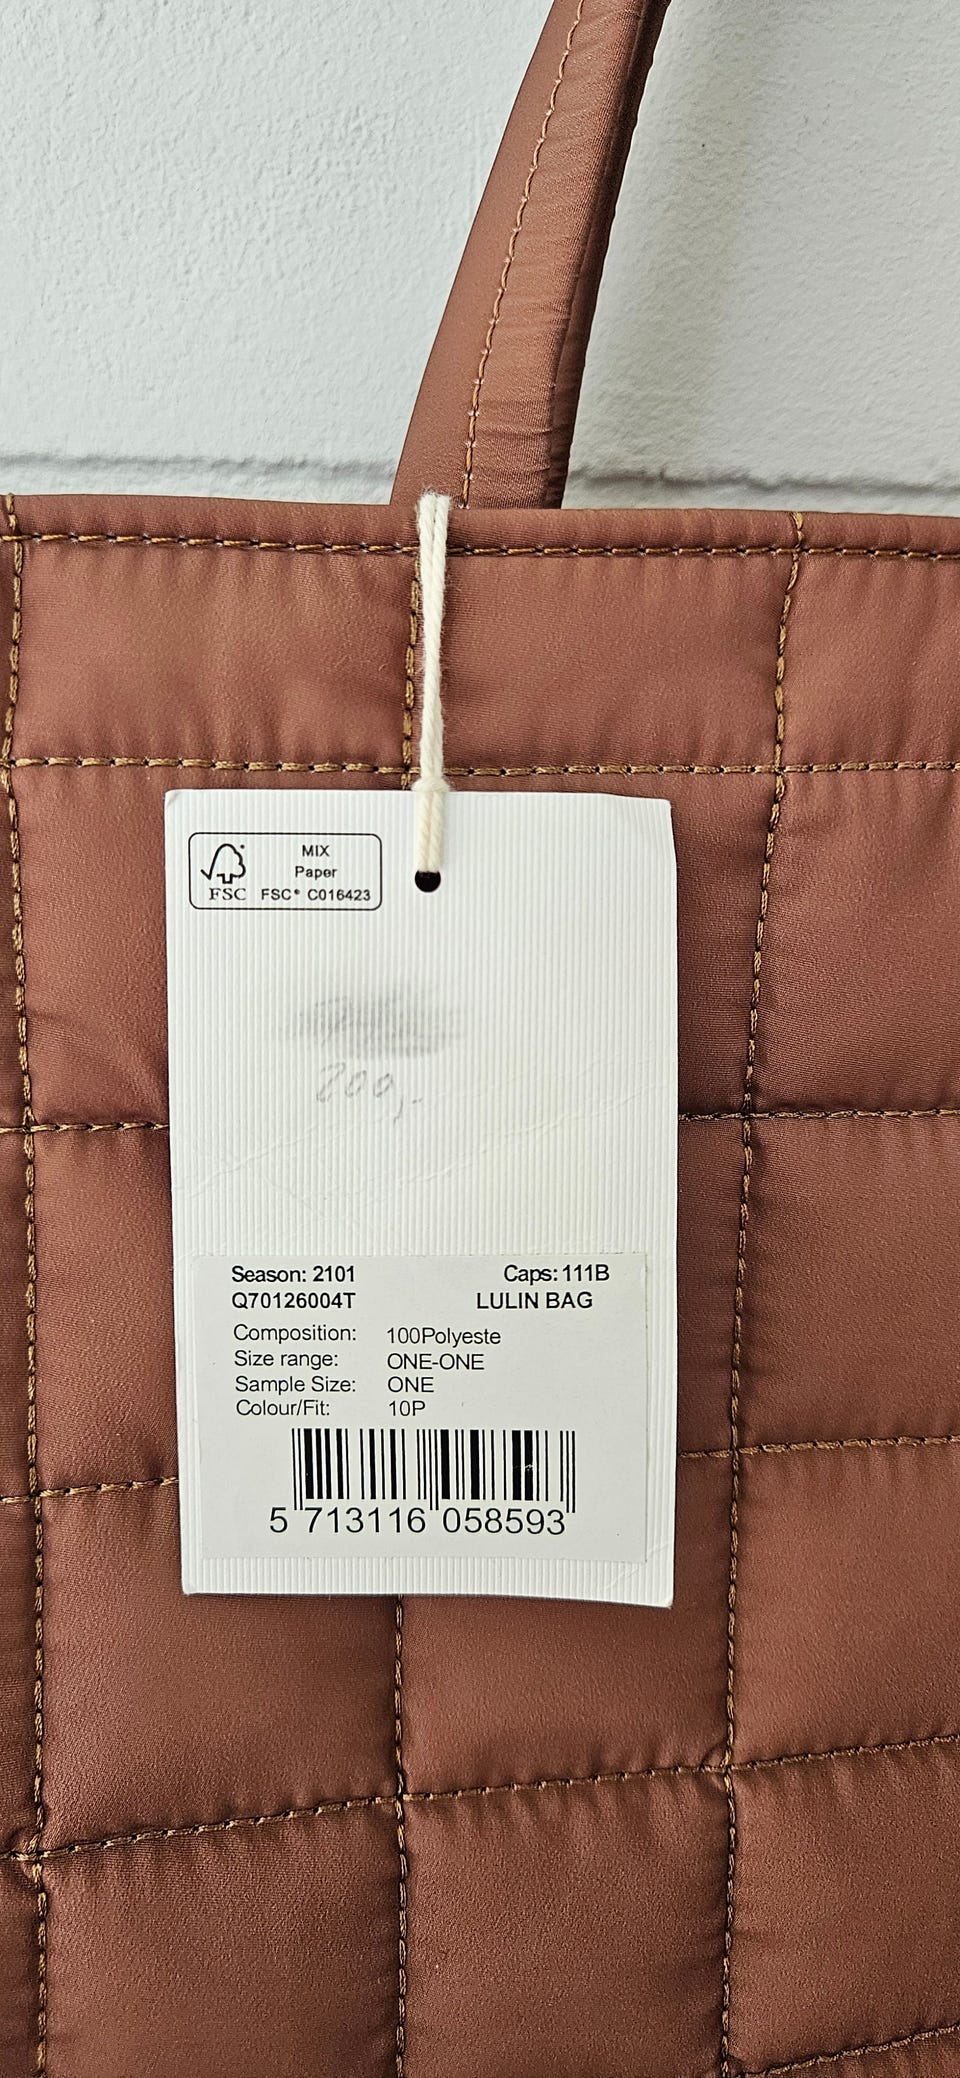 MIX
Paper
FSC FSC® C016423
200,-
Season: 2101 Caps: 111B
Q70126004T LULIN BAG
Composition: 100Polyeste
Size range: ONE-ONE
Sample Size: ONE
Colour/Fit: 10P
5 713116 058593